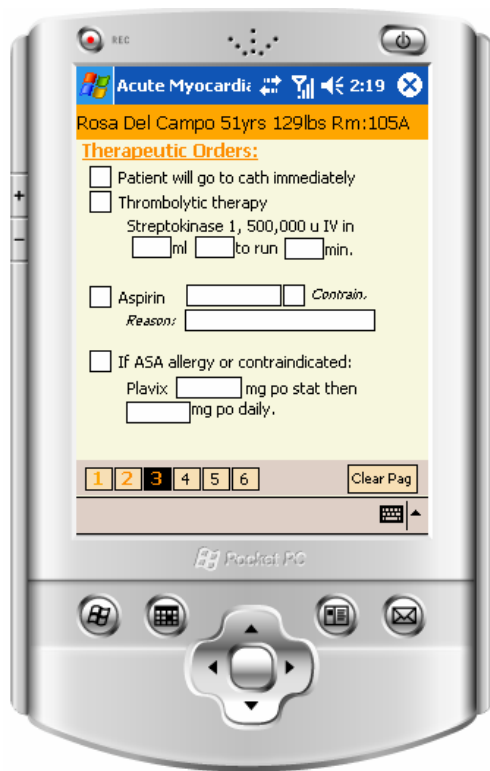 REC
Acute Myocardia 2:19
Rosa Del Campo 51yrs 129lbs Rm:105A
Therapeutic Orders:
Patient will go to cath immediately
Thrombolytic therapy
Streptokinase 1, 500,000 u IV in
ml to run min.
Aspirin Contrain.
Reason:
If ASA allergy or contraindicated:
Plavix mg po stat then
mg po daily.
1 2 3 4 5 6 Clear Pag
Pocket PC